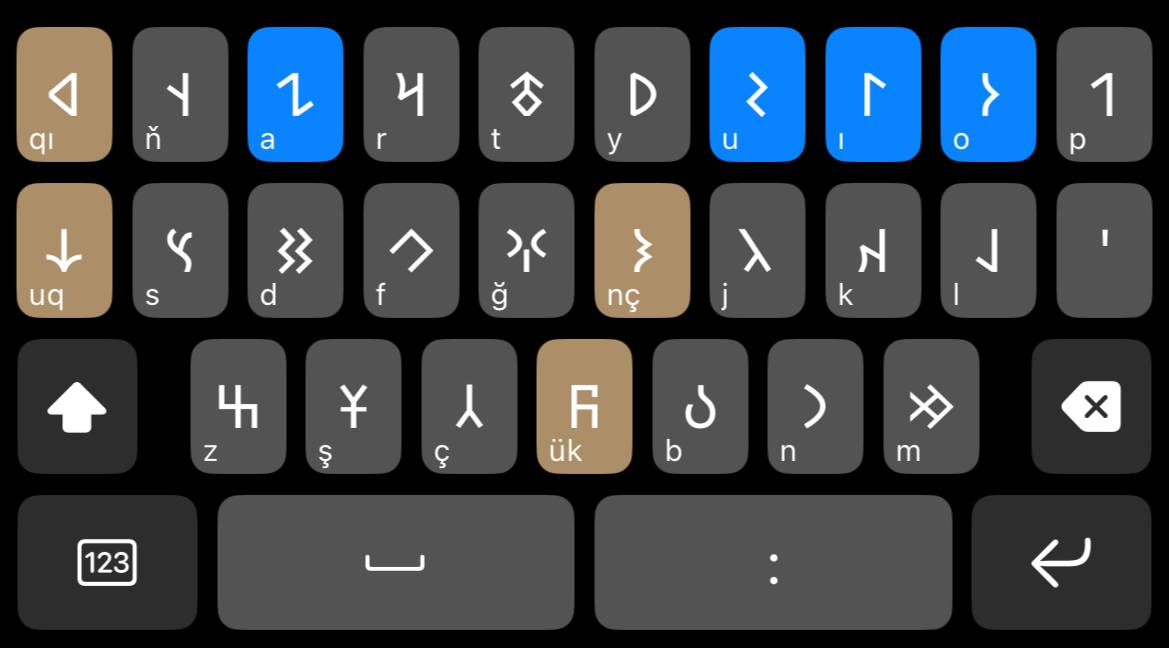 𐰶 𐰭 𐰀 𐰺 𐱃 𐰖 𐰃 𐰆 𐰯
qı ň a r t y u ı o p
𐰸 𐰽 𐰑 𐰍 𐰨 𐰴 𐰞 '
uq s d f ğ nç j k l
𐰔 𐱁 𐰲 𐰜 𐰉 𐰣 𐰢
z ş ç ük b n m
123 :